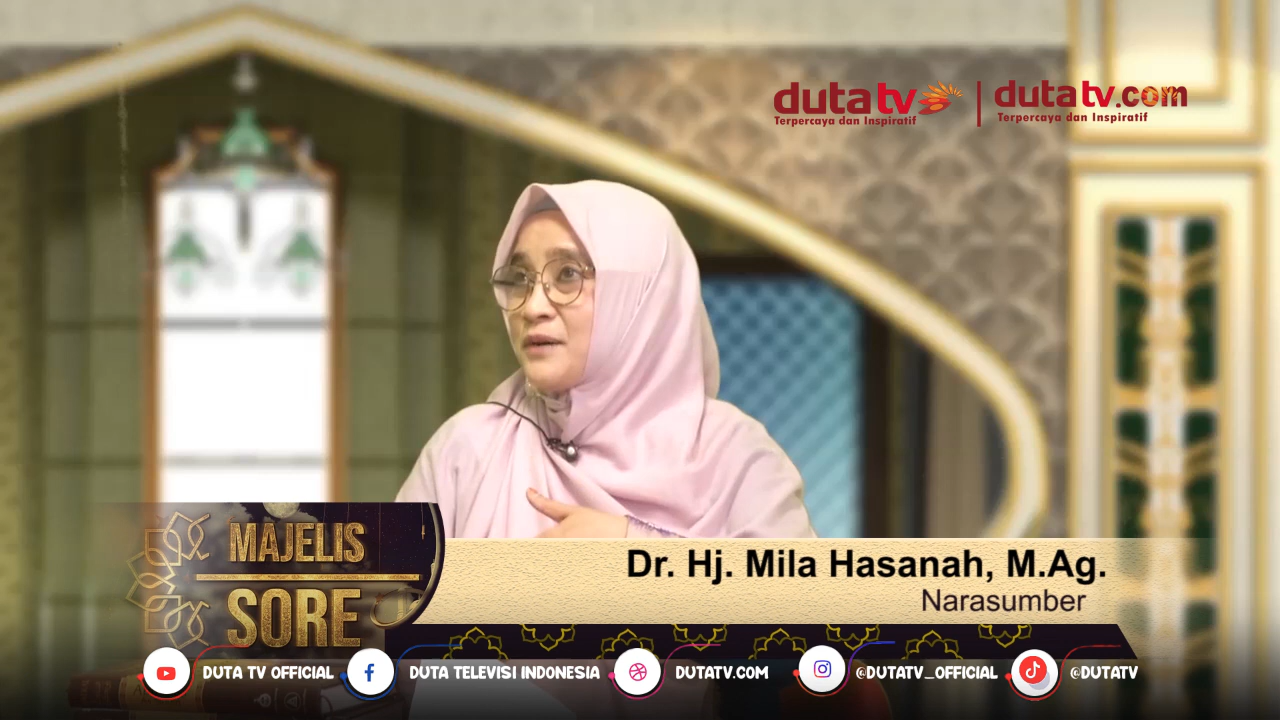 dutatv
Terpercaya dan Inspiratif
dutatv.com
Terpercaya dan Inspiratif
MAJELIS
SORE
Dr. Hj. Mila Hasanah, M.Ag.
Narasumber
DUTA TV OFFICIAL
DUTA TELEVISI INDONESIA
DUTATV.COM
@DUTATV_OFFICIAL
@DUTATV